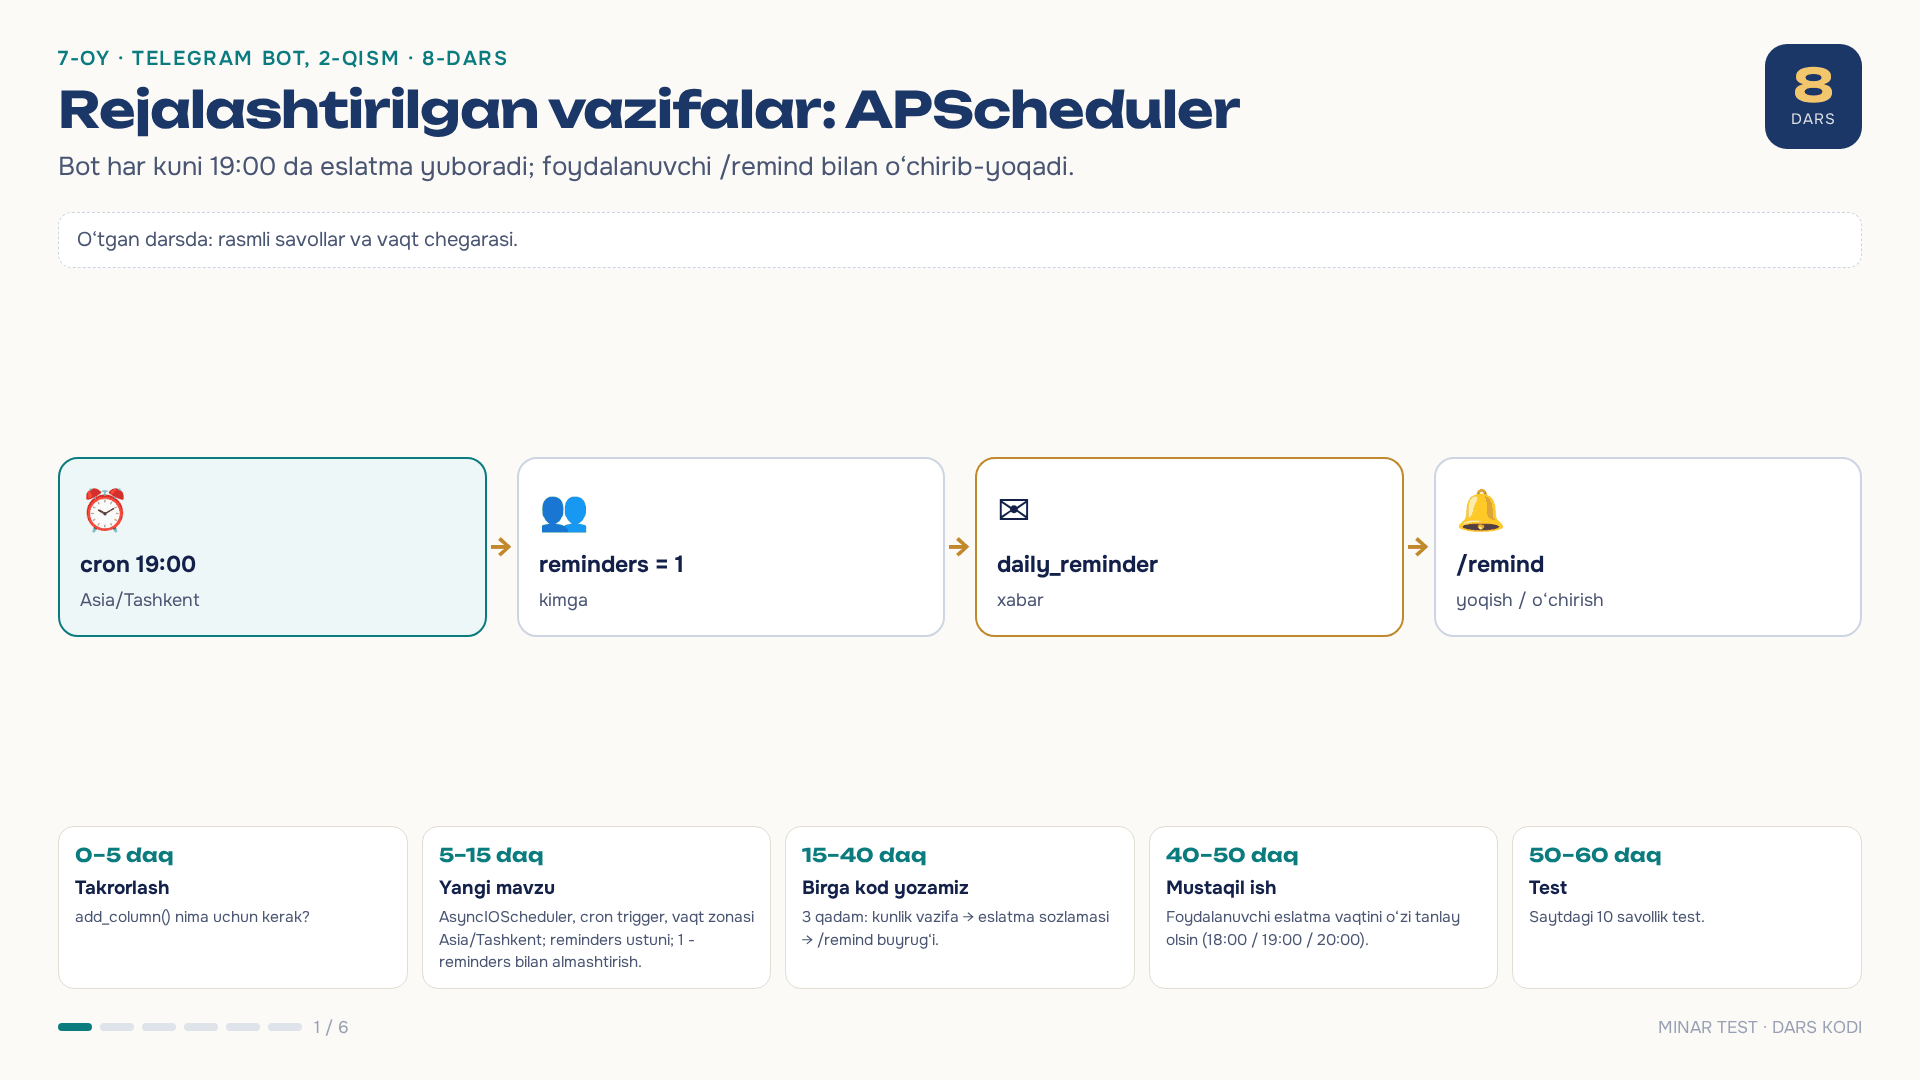 7-OY · TELEGRAM BOT, 2-QISM · 8-DARS
Rejalashtirilgan vazifalar: APScheduler
Bot har kuni 19:00 da eslatma yuboradi; foydalanuvchi /remind bilan o‘chirib-yoqadi.
8
DARS
O‘tgan darsda: rasmli savollar va vaqt chegarasi.
cron 19:00
Asia/Tashkent
→
reminders = 1
kimga
→
daily_reminder
xabar
→
/remind
yoqish / o‘chirish
0–5 daq
Takrorlash
add_column() nima uchun kerak?
5–15 daq
Yangi mavzu
AsyncIOScheduler, cron trigger, vaqt zonasi
Asia/Tashkent; reminders ustuni; 1 -
reminders bilan almashtirish.
15–40 daq
Birga kod yozamiz
3 qadam: kunlik vazifa → eslatma sozlamasi
→ /remind buyrug‘i.
40–50 daq
Mustaqil ish
Foydalanuvchi eslatma vaqtini o‘zi tanlay
olsin (18:00 / 19:00 / 20:00).
50–60 daq
Test
Saytdagi 10 savollik test.
1 / 6
MINAR TEST · DARS KODI